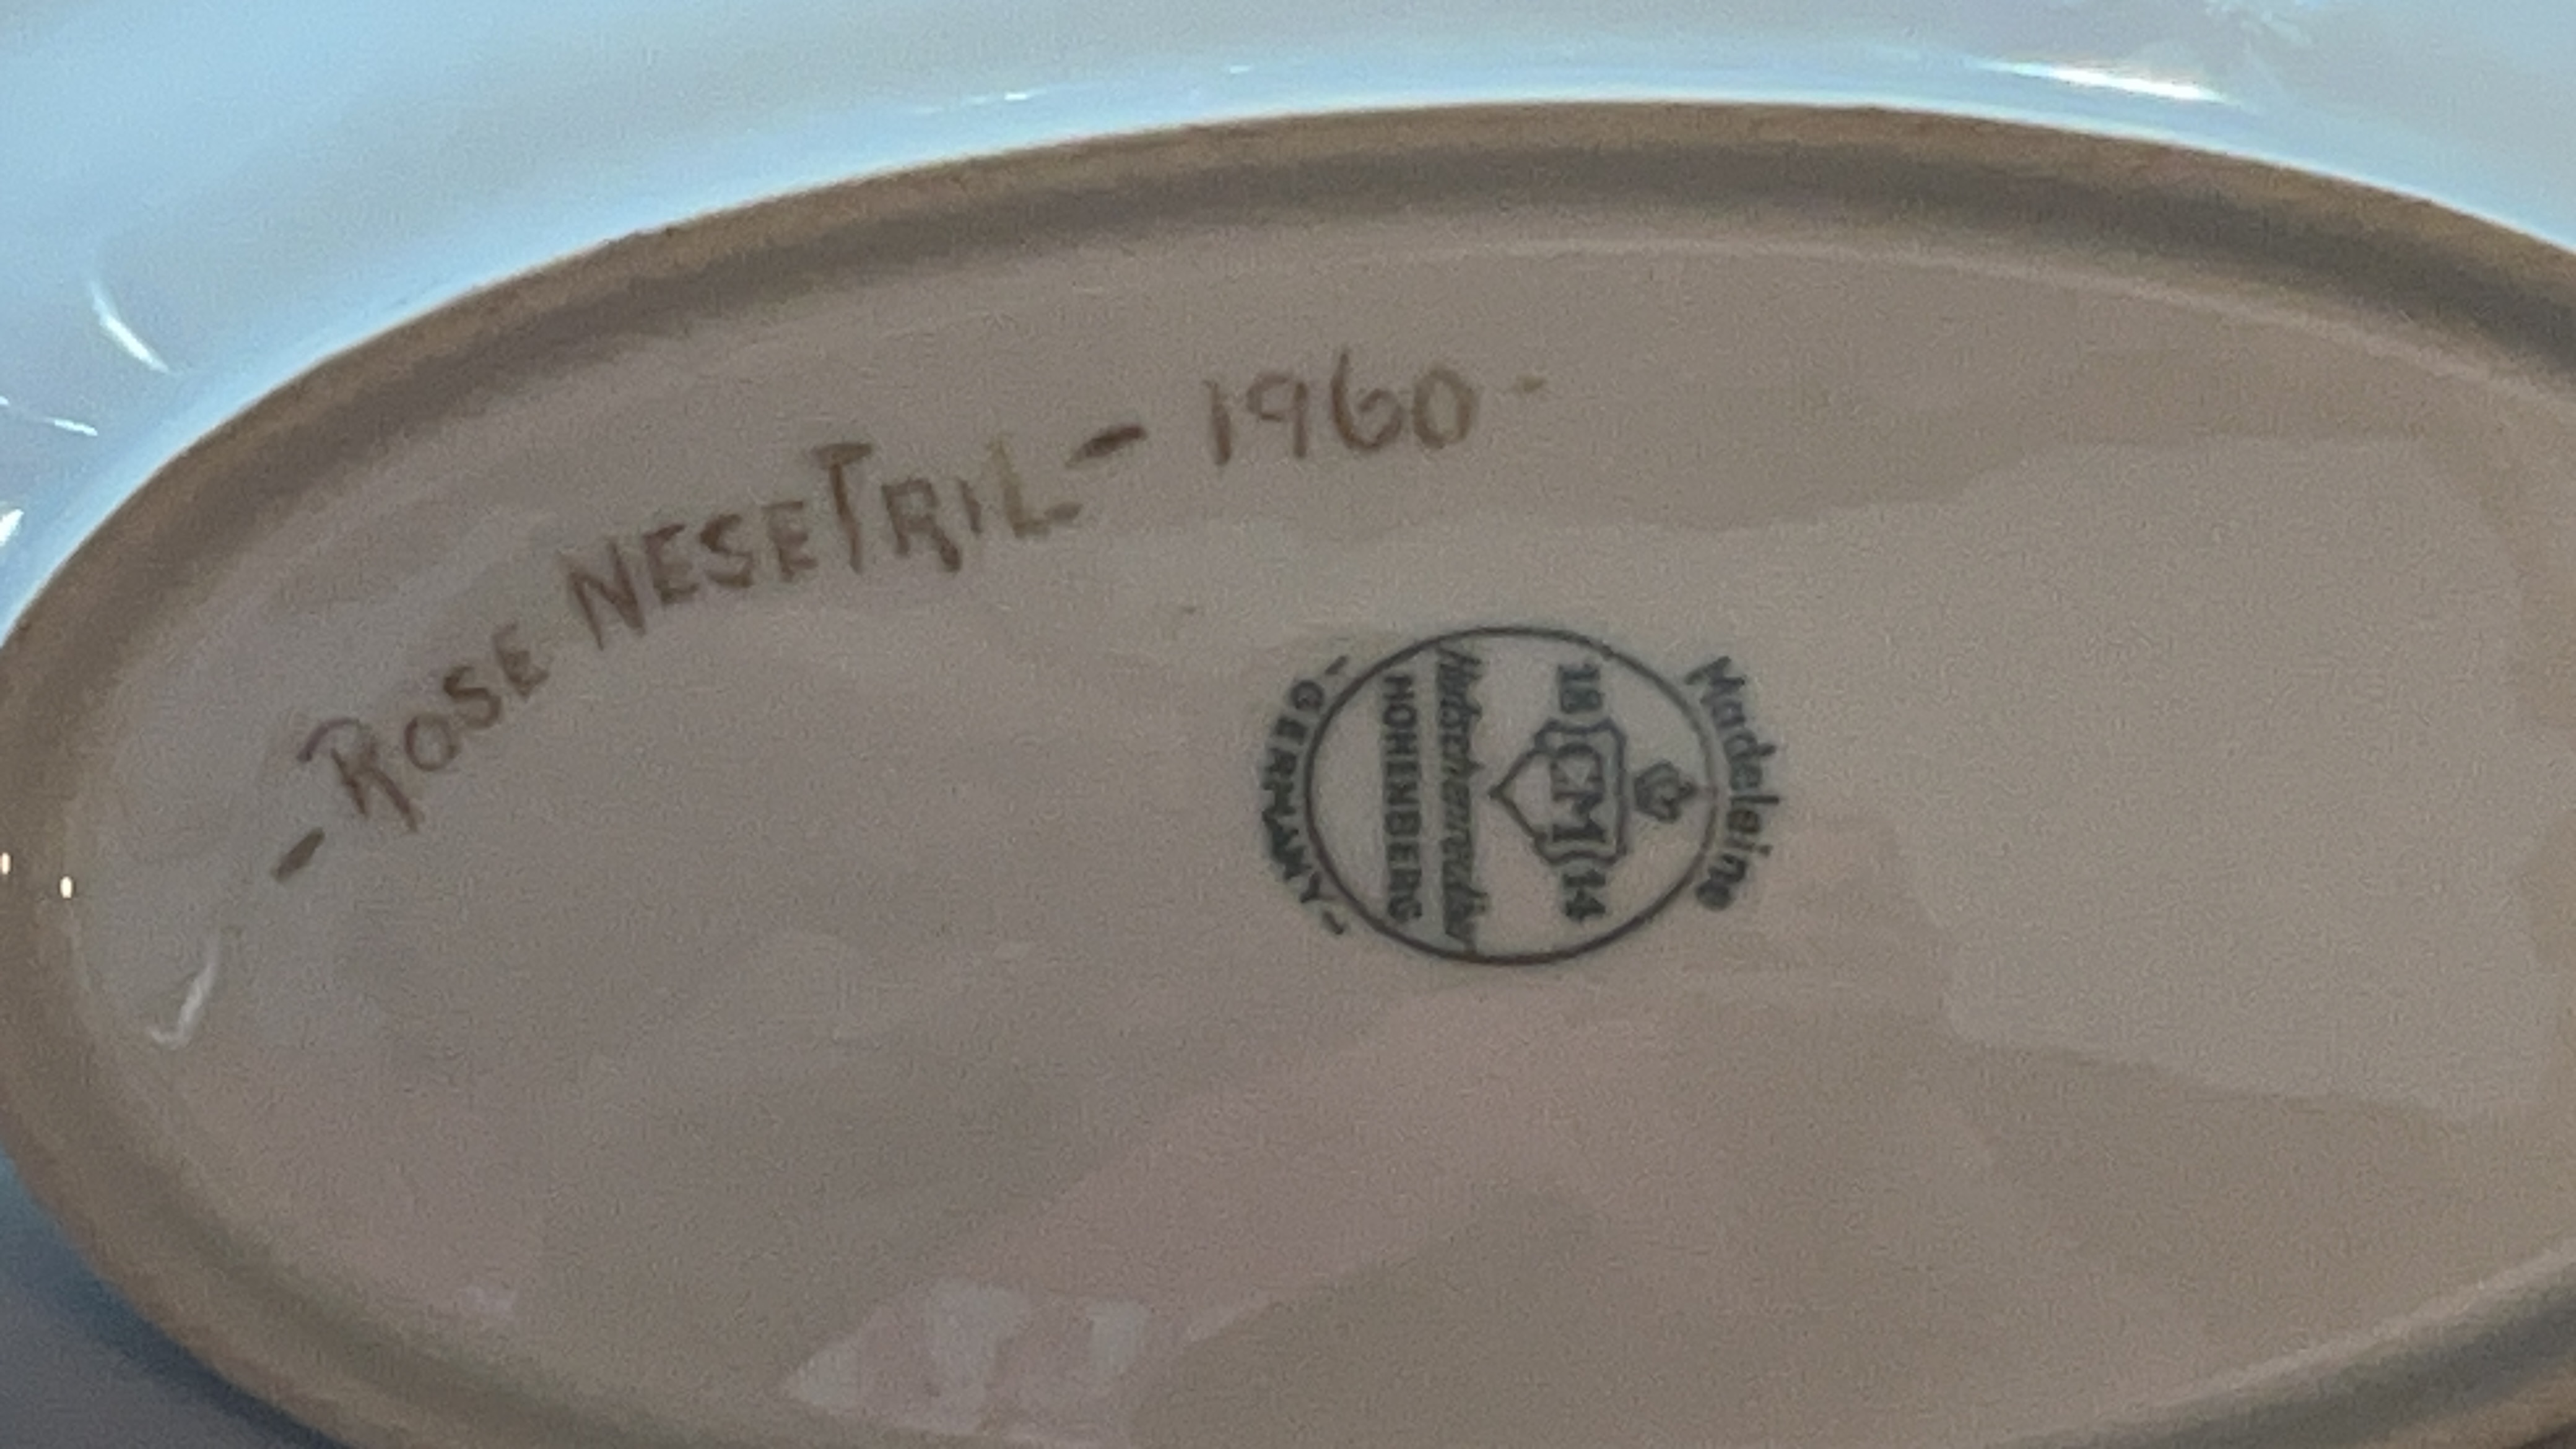 - ROSE NESETRIL - 1960 -
Madeleine
18 CM 14
Hutschenreuther
HOHENBERG
- GERMANY -